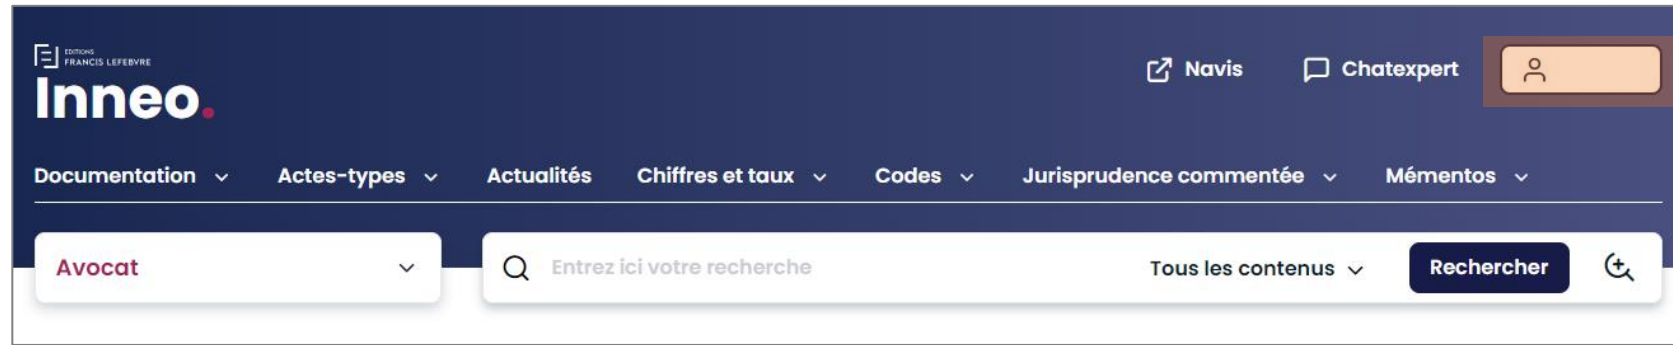 EDITIONS
FRANCIS LEFEBVRE
Inneo.
Navis Chatexpert
Documentation Actes-types Actualités Chiffres et taux Codes Jurisprudence commentée Mémentos
Avocat Entrez ici votre recherche Tous les contenus Rechercher